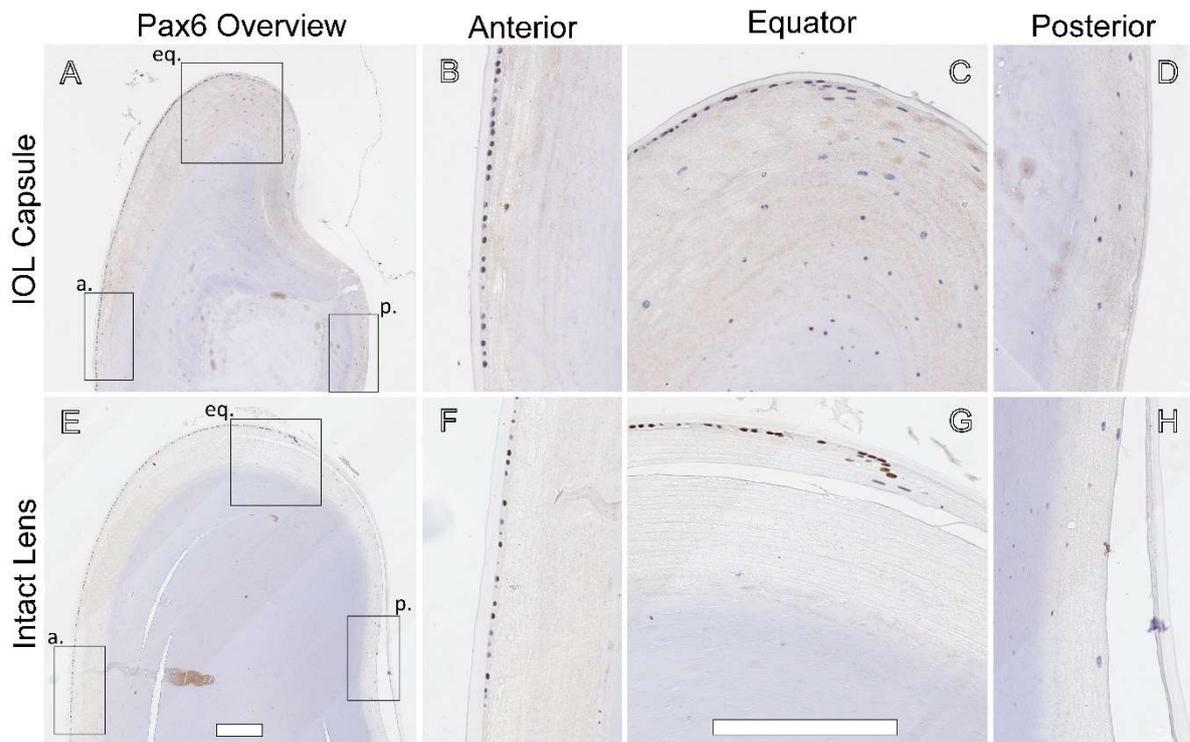 Pax6 Overview
Anterior
Equator
Posterior
IOL Capsule
A
eq.
a.
p.
B
C
D
Intact Lens
E
eq.
a.
p.
F
G
H